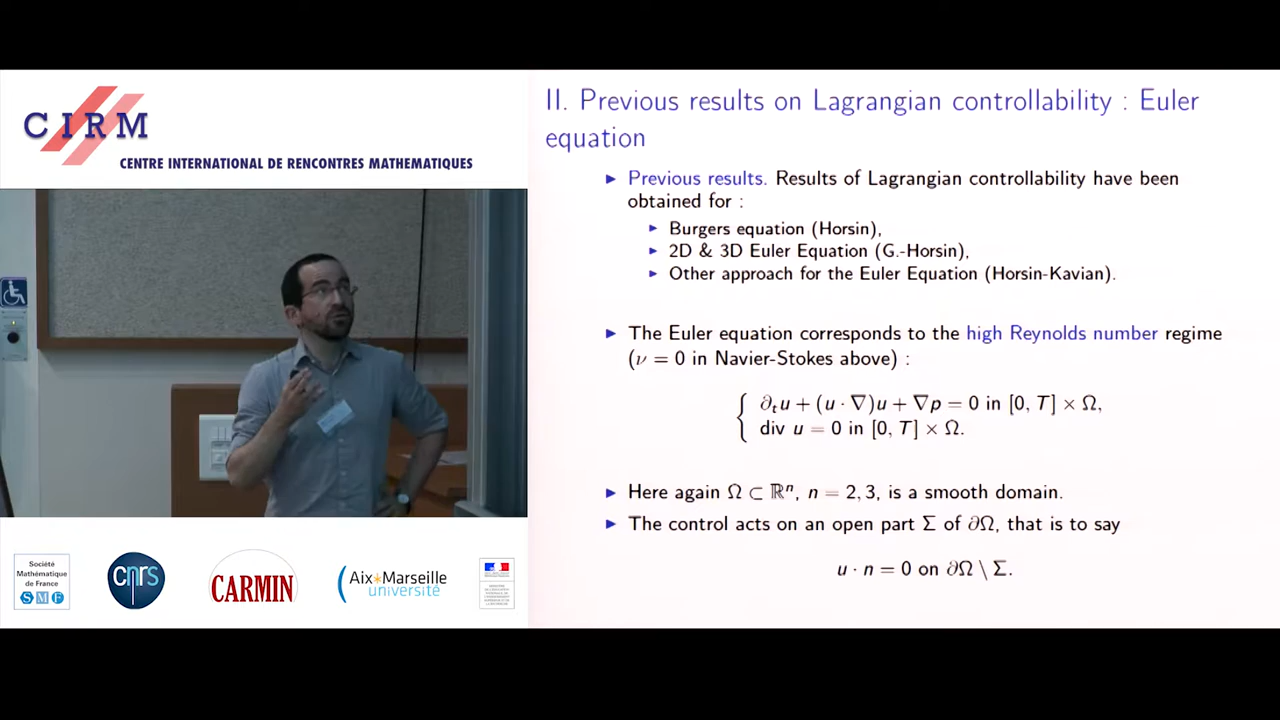 CIRM
CENTRE INTERNATIONAL DE RENCONTRES MATHEMATIQUES
II. Previous results on Lagrangian controllability : Euler
equation
▶ Previous results. Results of Lagrangian controllability have been
obtained for :
▶ Burgers equation (Horsin),
▶ 2D & 3D Euler Equation (G.-Horsin),
▶ Other approach for the Euler Equation (Horsin-Kavian).
▶ The Euler equation corresponds to the high Reynolds number regime
(ν = 0 in Navier-Stokes above) :
{ ∂ₜu + (u · ∇)u + ∇p = 0 in [0, T] × Ω,
div u = 0 in [0, T] × Ω.
▶ Here again Ω ⊂ ℝⁿ, n = 2, 3, is a smooth domain.
▶ The control acts on an open part Σ of ∂Ω, that is to say
u · n = 0 on ∂Ω \ Σ.
Société
Mathématique
de France
SMF
cnrs
CARMIN
Aix*Marseille
université